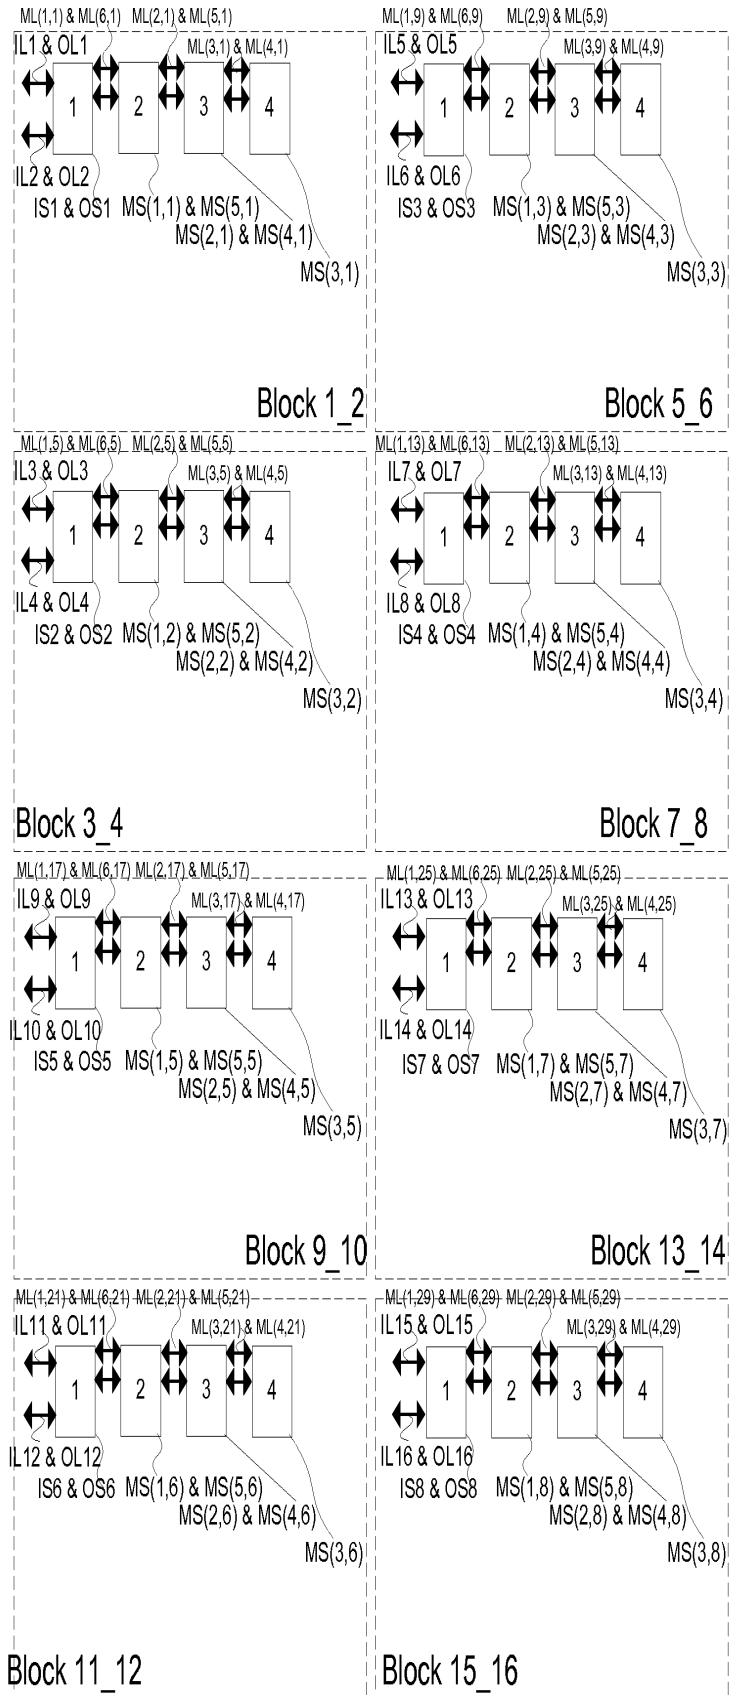 ML(1,1) & ML(6,1) ML(2,1) & ML(5,1)
IL1 & OL1
ML(3,1) & ML(4,1)
1 2 3 4
IL2 & OL2
IS1 & OS1
MS(1,1) & MS(5,1)
MS(2,1) & MS(4,1)
MS(3,1)
Block 1_2
ML(1,9) & ML(6,9) ML(2,9) & ML(5,9)
IL5 & OL5
ML(3,9) & ML(4,9)
1 2 3 4
IL6 & OL6
IS3 & OS3
MS(1,3) & MS(5,3)
MS(2,3) & MS(4,3)
MS(3,3)
Block 5_6
ML(1,5) & ML(6,5) ML(2,5) & ML(5,5)
IL3 & OL3
ML(3,5) & ML(4,5)
1 2 3 4
IL4 & OL4
IS2 & OS2
MS(1,2) & MS(5,2)
MS(2,2) & MS(4,2)
MS(3,2)
Block 3_4
ML(1,13) & ML(6,13) ML(2,13) & ML(5,13)
IL7 & OL7
ML(3,13) & ML(4,13)
1 2 3 4
IL8 & OL8
IS4 & OS4
MS(1,4) & MS(5,4)
MS(2,4) & MS(4,4)
MS(3,4)
Block 7_8
ML(1,17) & ML(6,17) ML(2,17) & ML(5,17)
IL9 & OL9
ML(3,17) & ML(4,17)
1 2 3 4
IL10 & OL10
IS5 & OS5
MS(1,5) & MS(5,5)
MS(2,5) & MS(4,5)
MS(3,5)
Block 9_10
ML(1,25) & ML(6,25) ML(2,25) & ML(5,25)
IL13 & OL13
ML(3,25) & ML(4,25)
1 2 3 4
IL14 & OL14
IS7 & OS7
MS(1,7) & MS(5,7)
MS(2,7) & MS(4,7)
MS(3,7)
Block 13_14
ML(1,21) & ML(6,21) ML(2,21) & ML(5,21)
IL11 & OL11
ML(3,21) & ML(4,21)
1 2 3 4
IL12 & OL12
IS6 & OS6
MS(1,6) & MS(5,6)
MS(2,6) & MS(4,6)
MS(3,6)
Block 11_12
ML(1,29) & ML(6,29) ML(2,29) & ML(5,29)
IL15 & OL15
ML(3,29) & ML(4,29)
1 2 3 4
IL16 & OL16
IS8 & OS8
MS(1,8) & MS(5,8)
MS(2,8) & MS(4,8)
MS(3,8)
Block 15_16